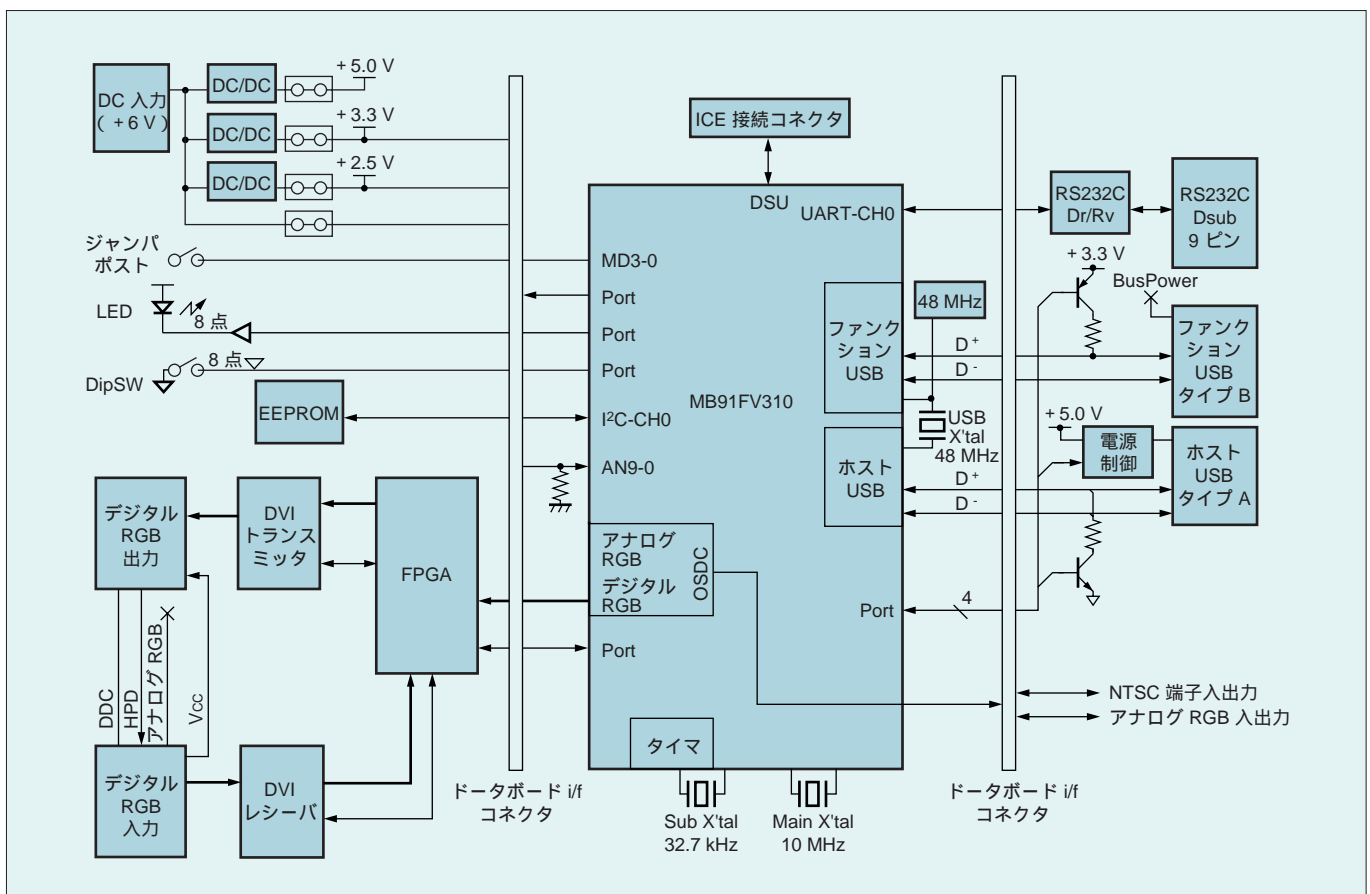 DC 入力
( +6 V )
DC/DC
+ 5.0 V
DC/DC
+ 3.3 V
DC/DC
+ 2.5 V
ジャンパ
ポスト
LED
8 点
DipSW
8 点
EEPROM
デジタル
RGB
出力
DVI
トランス
ミッタ
FPGA
DDC
HPD
アナログ RGB
Vcc
デジタル
RGB
入力
DVI
レシーバ
ドータボード i/f
コネクタ
ICE 接続コネクタ
DSU
UART-CH0
MD3-0
Port
Port
Port
I²C-CH0
AN9-0
MB91FV310
アナログ
RGB
デジタル
RGB
OSDC
Port
タイマ
Sub X'tal
32.7 kHz
Main X'tal
10 MHz
ファンク
ション
USB
48 MHz
USB
X'tal
48 MHz
ホスト
USB
Port
4
D +
D -
D +
D -
ドータボード i/f
コネクタ
RS232C
Dr/Rv
RS232C
Dsub
9 ピン
+ 3.3 V
BusPower
ファンク
ション
USB
タイプ B
+ 5.0 V
電源
制御
ホスト
USB
タイプ A
NTSC 端子入出力
アナログ RGB 入出力